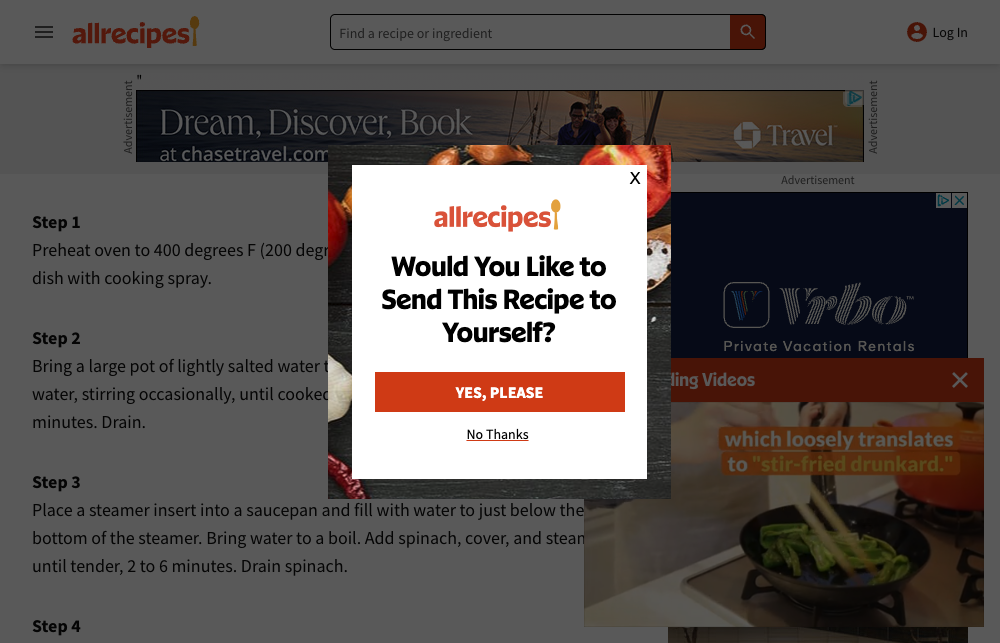 allrecipes
Find a recipe or ingredient
Log In
"
Advertisement
Dream, Discover, Book
at chasetravel.com
Travel
Advertisement
Advertisement
X
allrecipes
Would You Like to
Send This Recipe to
Yourself?
YES, PLEASE
No Thanks
Step 1
Preheat oven to 400 degrees F (200 degr
dish with cooking spray.
Step 2
Bring a large pot of lightly salted water
water, stirring occasionally, until cooked
minutes. Drain.
Step 3
Place a steamer insert into a saucepan and fill with water to just below the
bottom of the steamer. Bring water to a boil. Add spinach, cover, and steam
until tender, 2 to 6 minutes. Drain spinach.
Step 4
V Vrbo™
Private Vacation Rentals
ding Videos
which loosely translates
to "stir-fried drunkard."